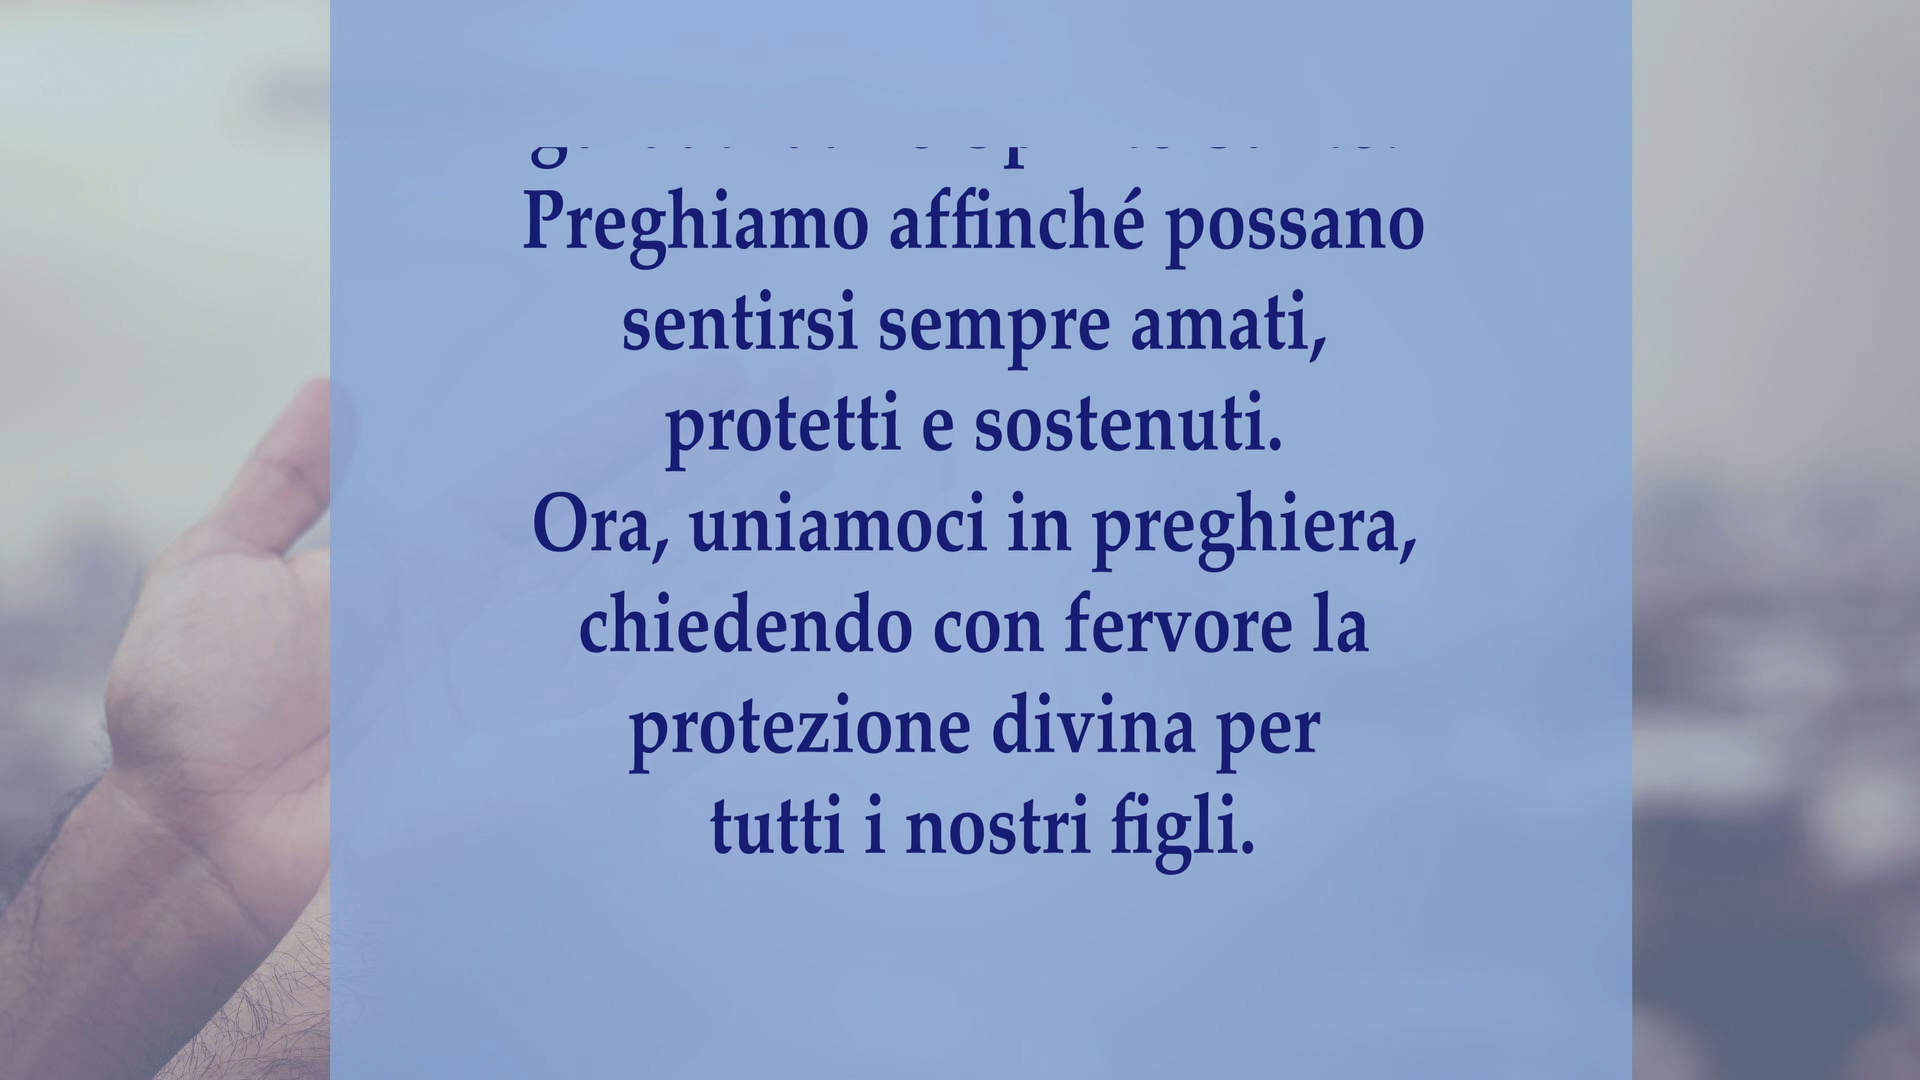 Preghiamo affinché possano
sentirsi sempre amati,
protetti e sostenuti.
Ora, uniamoci in preghiera,
chiedendo con fervore la
protezione divina per
tutti i nostri figli.